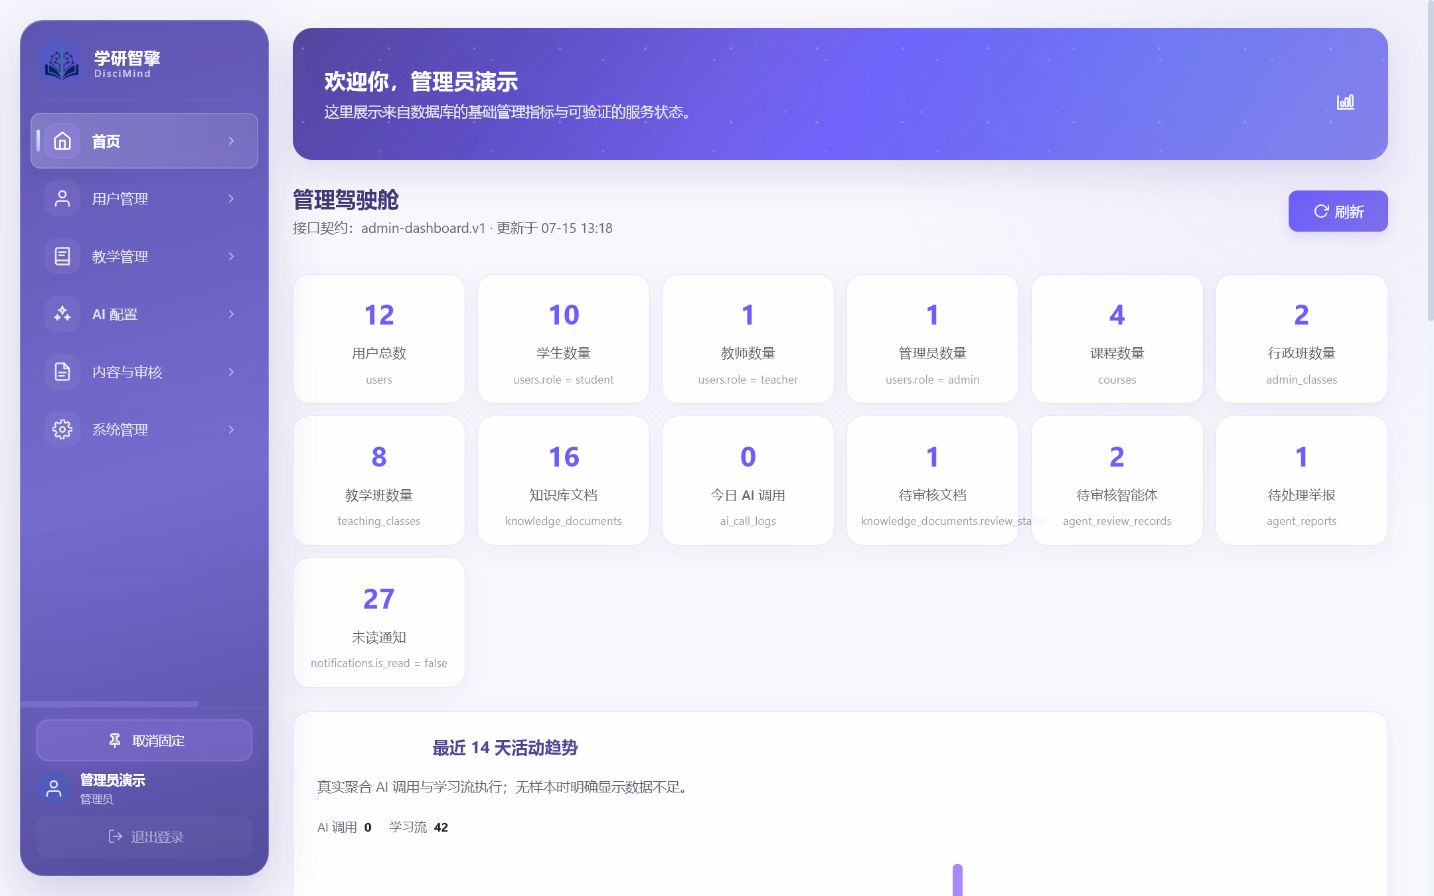 学研智擎
DisciMind
首页
用户管理
教学管理
AI 配置
内容与审核
系统管理
取消固定
管理员演示
管理员
退出登录
欢迎你，管理员演示
这里展示来自数据库的基础管理指标与可验证的服务状态。
管理驾驶舱
接口契约：admin-dashboard.v1 · 更新于 07-15 13:18
刷新
12
用户总数
users
10
学生数量
users.role = student
1
教师数量
users.role = teacher
1
管理员数量
users.role = admin
4
课程数量
courses
2
行政班数量
admin_classes
8
教学班数量
teaching_classes
16
知识库文档
knowledge_documents
0
今日 AI 调用
ai_call_logs
1
待审核文档
knowledge_documents.review_status
2
待审核智能体
agent_review_records
1
待处理举报
agent_reports
27
未读通知
notifications.is_read = false
最近 14 天活动趋势
真实聚合 AI 调用与学习流执行；无样本时明确显示数据不足。
AI 调用 0 学习流 42